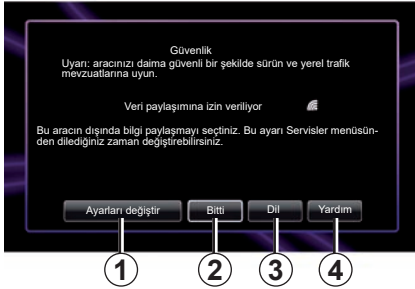 Güvenlik
Uyarı: aracınızı daima güvenli bir şekilde sürün ve yerel trafik
mevzuatlarına uyun.
Veri paylaşımına izin veriliyor
Bu aracın dışında bilgi paylaşmayı seçtiniz. Bu ayarı Servisler menüsün-
den dilediğiniz zaman değiştirebilirsiniz.
Ayarları değiştir Bitti Dil Yardım
1 2 3 4